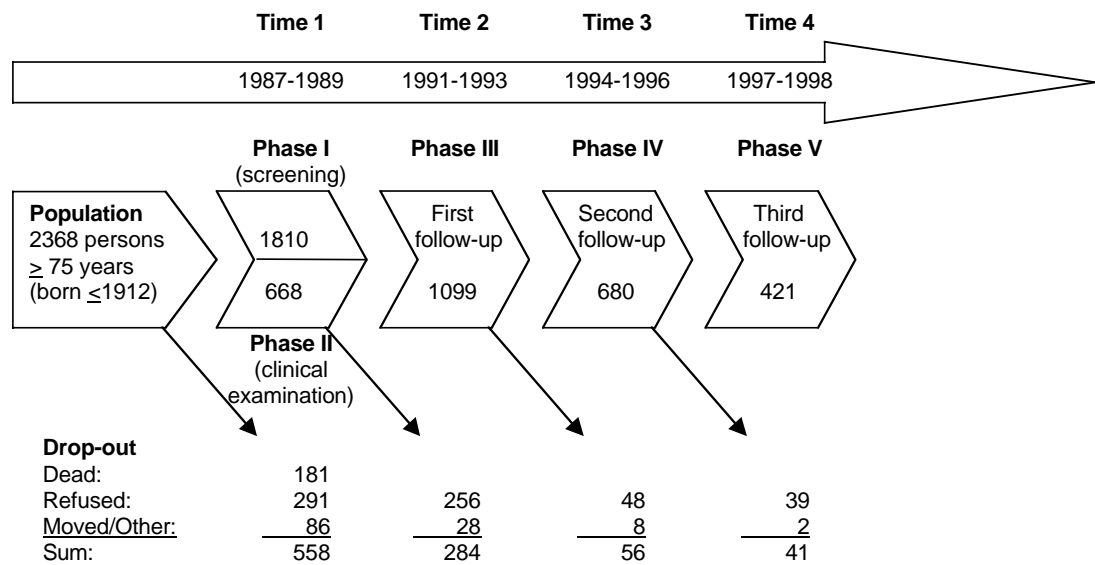 Time 1 Time 2 Time 3 Time 4
1987-1989 1991-1993 1994-1996 1997-1998
Phase I Phase III Phase IV Phase V
(screening)
Population
2368 persons
≥ 75 years
(born ≤1912)
1810
668
First
follow-up
1099
Second
follow-up
680
Third
follow-up
421
Phase II
(clinical
examination)
Drop-out
Dead: 181
Refused: 291 256 48 39
Moved/Other: 86 28 8 2
Sum: 558 284 56 41